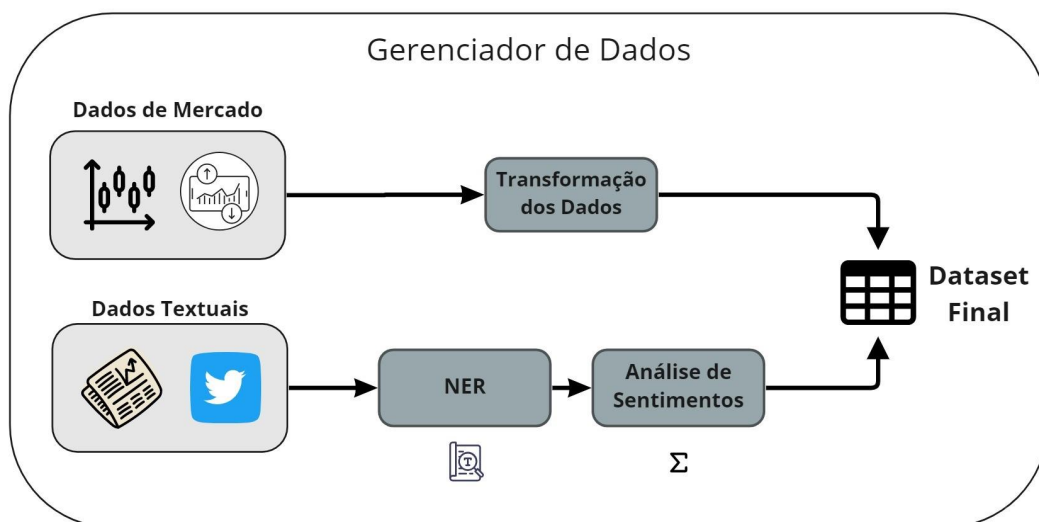 Gerenciador de Dados
Dados de Mercado
Transformação
dos Dados
Dataset
Final
Dados Textuais
NER
Análise de
Sentimentos
T
Σ